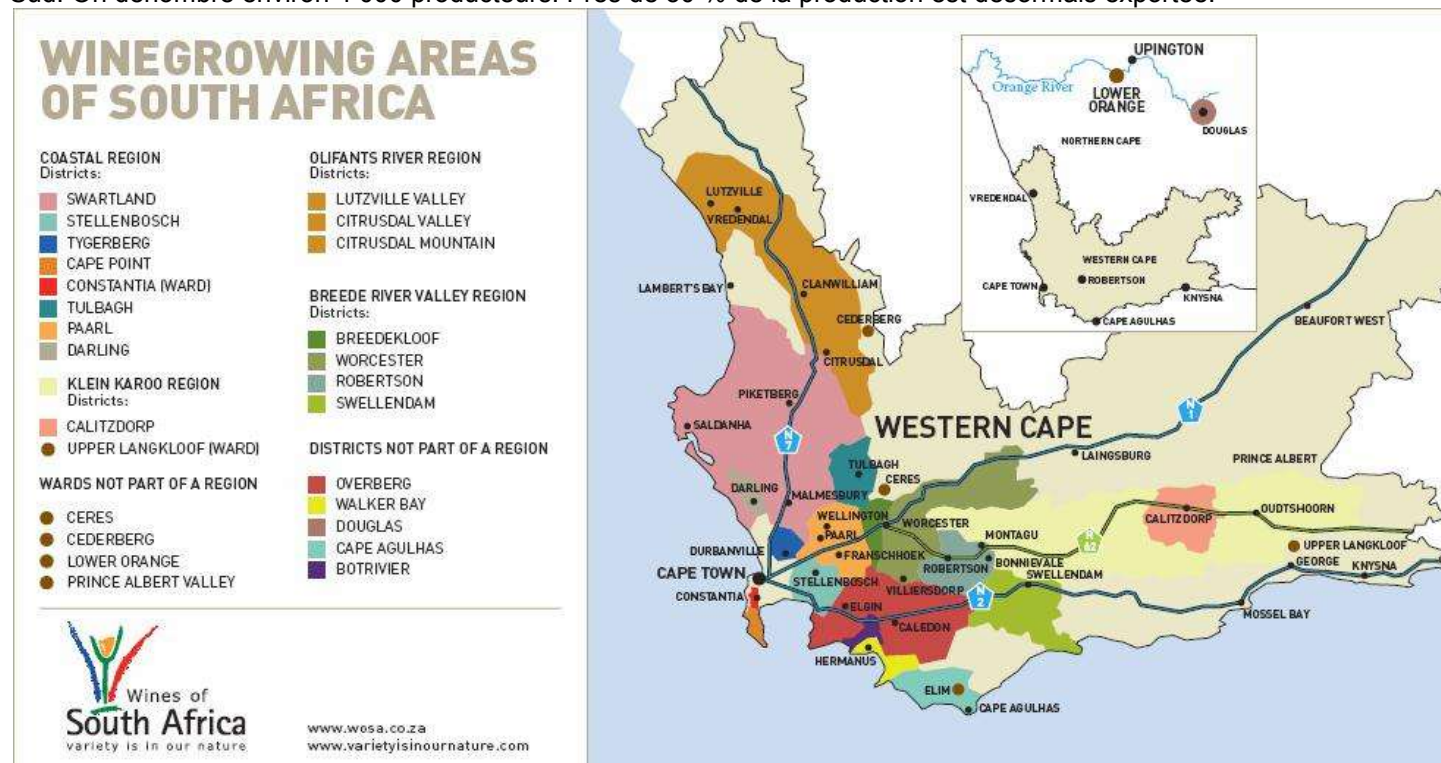 WINEGROWING AREAS
OF SOUTH AFRICA
COASTAL REGION
Districts:
SWARTLAND
STELLENBOSCH
TYGERBERG
CAPE POINT
CONSTANTIA (WARD)
TULBAGH
PAARL
DARLING
KLEIN KAROO REGION
Districts:
CALITZDORP
UPPER LANGKLOOF (WARD)
WARDS NOT PART OF A REGION
CERES
CEDERBERG
LOWER ORANGE
PRINCE ALBERT VALLEY
OLIFANTS RIVER REGION
Districts:
LUTZVILLE VALLEY
CITRUSDAL VALLEY
CITRUSDAL MOUNTAIN
BREEDE RIVER VALLEY REGION
Districts:
BREEDEKLOOF
WORCESTER
ROBERTSON
SWELLENDAM
DISTRICTS NOT PART OF A REGION
OVERBERG
WALKER BAY
DOUGLAS
CAPE AGULHAS
BOTRIVIER
Wines of
South Africa
variety is in our nature
www.wosa.co.za
www.varietyisinournature.com
UPINGTON
Orange River
LOWER
ORANGE
DOUGLAS
NORTHERN CAPE
VREDENDAL
WESTERN CAPE
ROBERTSON
CAPE TOWN
KNYSNA
CAPE AGULHAS
LUTZVILLE
VREDENDAL
LAMBERT'S BAY
CLANWILLIAM
CEDERBERG
CITRUSDAL
BEAUFORT WEST
PIKETBERG
SALDANHA
WESTERN CAPE
N
1
N
7
LAINGSBURG
PRINCE ALBERT
TULBAGH
CERES
DARLING
MALMESBURY
WELLINGTON
PAARL
WORCESTER
CALITZDORP
OUDTSHOORN
MONTAGU
R
62
DURBANVILLE
FRANSCHHOEK
ROBERTSON
BONNIEVALE
UPPER LANGKLOOF
GEORGE
KNYSNA
CAPE TOWN
STELLENBOSCH
VILLIERSDORP
SWELLENDAM
CONSTANTIA
ELGIN
N
2
MOSSEL BAY
CALEDON
HERMANUS
ELIM
CAPE AGULHAS